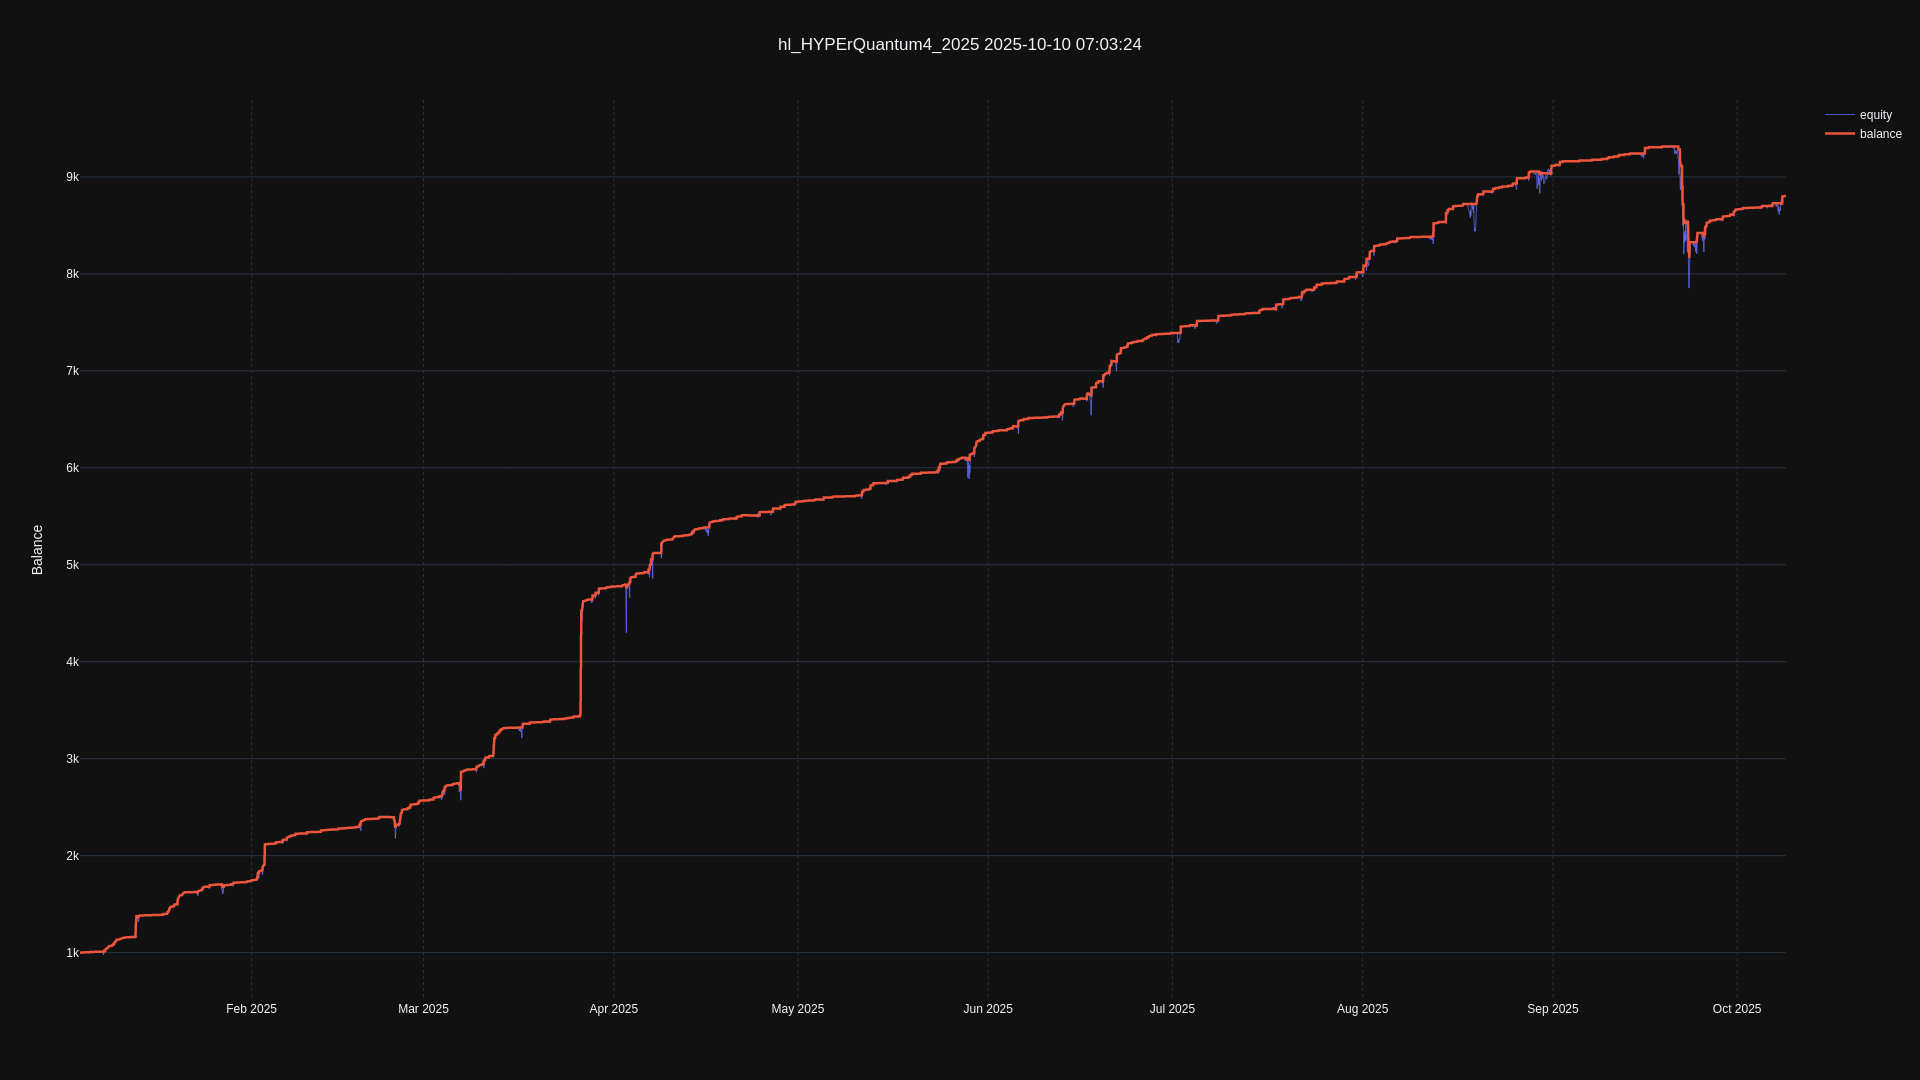 hl_HYPErQuantum4_2025 2025-10-10 07:03:24
equity
balance
Balance
9k
8k
7k
6k
5k
4k
3k
2k
1k
Feb 2025
Mar 2025
Apr 2025
May 2025
Jun 2025
Jul 2025
Aug 2025
Sep 2025
Oct 2025